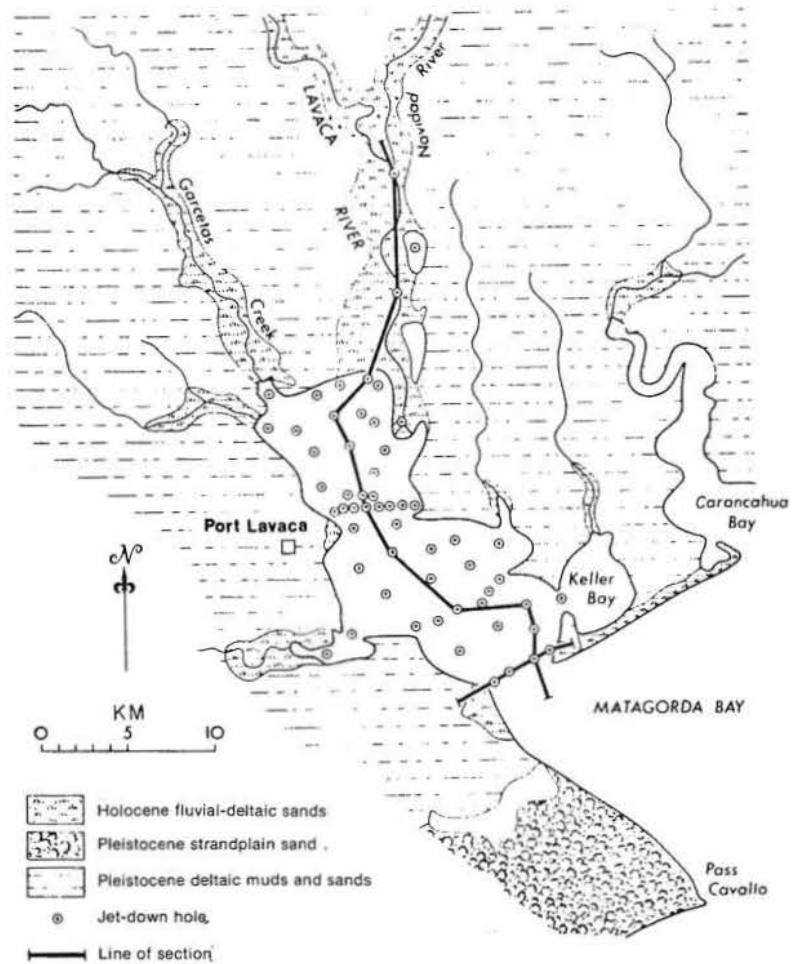 LAVACA
River
Navidad
RIVER
Garcetas
Creek
Port Lavaca
Carancahua
Bay
Keller
Bay
N
KM
0 5 10
MATAGORDA BAY
Pass
Cavallo
Holocene fluvial-deltaic sands
Pleistocene strandplain sand
Pleistocene deltaic muds and sands
Jet-down hole
Line of section